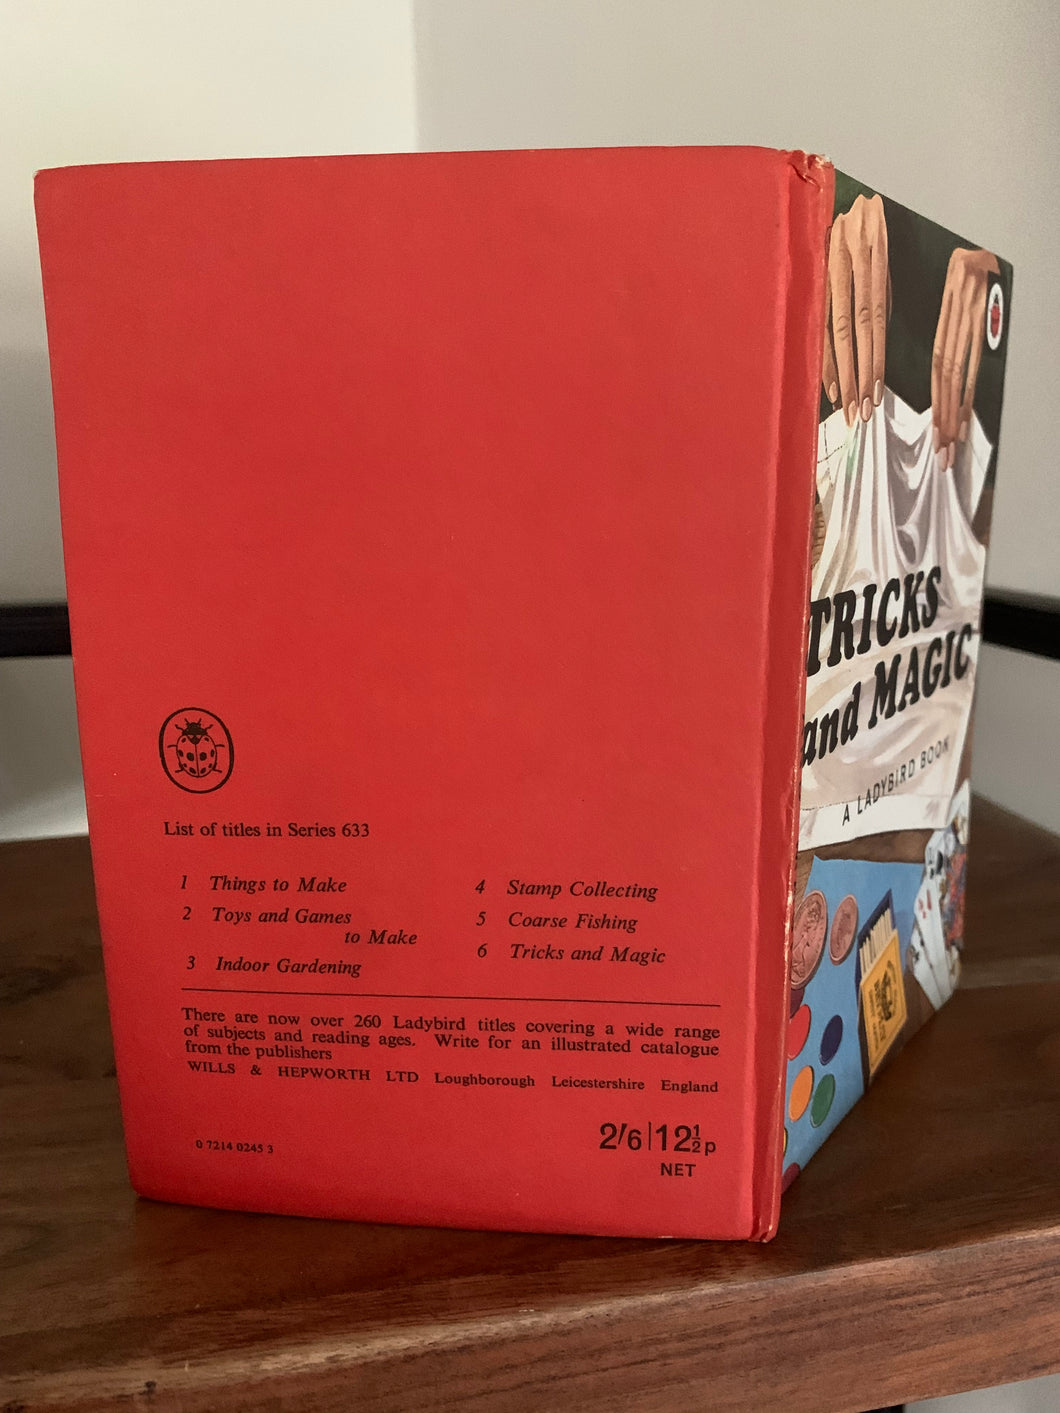 List of titles in Series 633
1 Things to Make
2 Toys and Games
to Make
3 Indoor Gardening
4 Stamp Collecting
5 Coarse Fishing
6 Tricks and Magic
There are now over 260 Ladybird titles covering a wide range
of subjects and reading ages. Write for an illustrated catalogue
from the publishers
WILLS & HEPWORTH LTD Loughborough Leicestershire England
0 7214 0245 3
2/6 | 12½p
NET
TRICKS
and MAGIC
A LADYBIRD BOOK